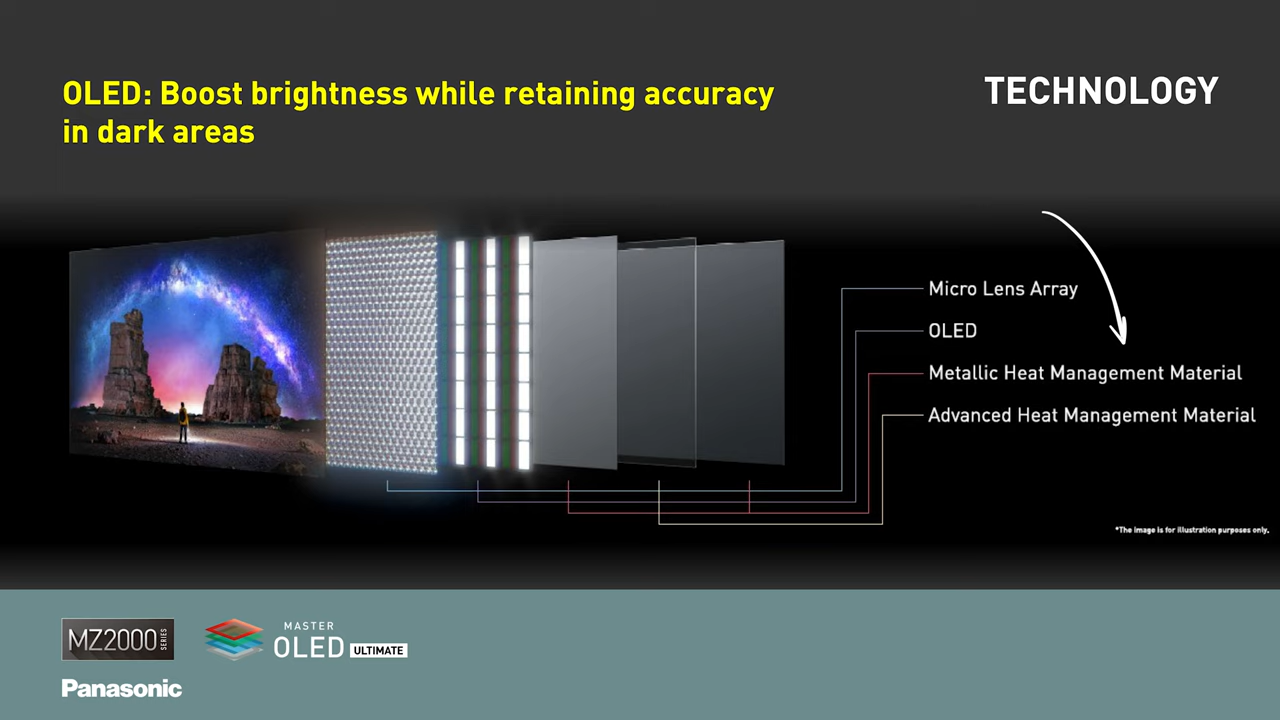 OLED: Boost brightness while retaining accuracy
in dark areas
TECHNOLOGY
Micro Lens Array
OLED
Metallic Heat Management Material
Advanced Heat Management Material
*The image is for illustration purposes only.
MZ2000 SERIES
MASTER
OLED ULTIMATE
Panasonic